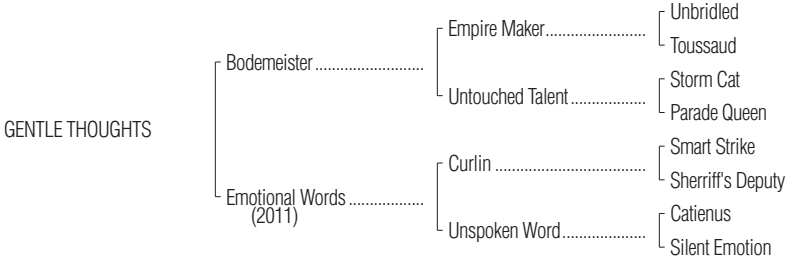 Unbridled
Empire Maker........................
Toussaud
Bodemeister..........................
Storm Cat
Untouched Talent..................
Parade Queen
GENTLE THOUGHTS
Smart Strike
Curlin ....................................
Sherriff's Deputy
Emotional Words ..................
(2011)
Catienus
Unspoken Word....................
Silent Emotion